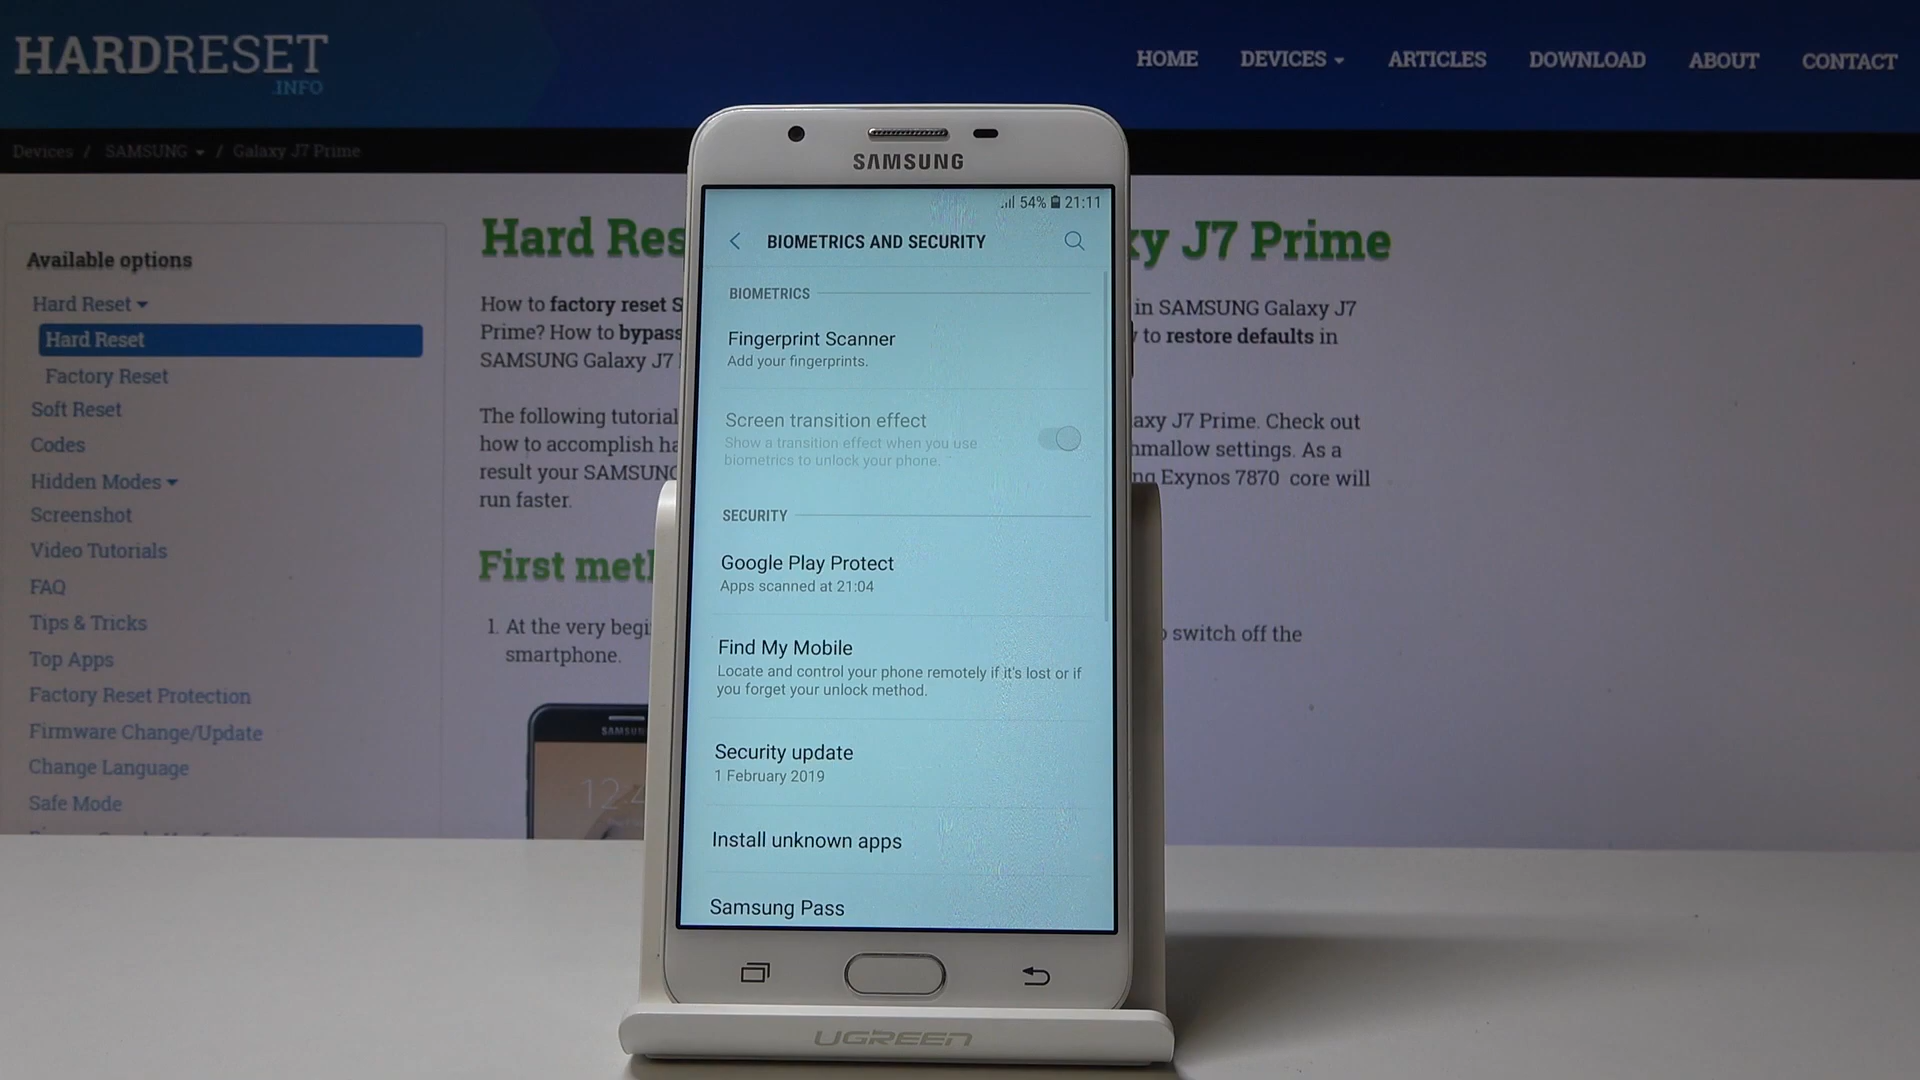 HARDRESET
.INFO
HOME DEVICES ARTICLES DOWNLOAD ABOUT CONTACT
Devices / SAMSUNG / Galaxy J7 Prime
Available options
Hard Reset
Hard Reset
Factory Reset
Soft Reset
Codes
Hidden Modes
Screenshot
Video Tutorials
FAQ
Tips & Tricks
Top Apps
Factory Reset Protection
Firmware Change/Update
Change Language
Safe Mode
Hard Res
xy J7 Prime
How to factory reset S
in SAMSUNG Galaxy J7
Prime? How to bypass
to restore defaults in
SAMSUNG Galaxy J7
The following tutorial
axy J7 Prime. Check out
how to accomplish ha
hmallow settings. As a
result your SAMSUNG
ng Exynos 7870 core will
run faster.
First met
1. At the very begi
o switch off the
smartphone.
SAMSUN
12:4
SAMSUNG
54% 21:11
BIOMETRICS AND SECURITY
BIOMETRICS
Fingerprint Scanner
Add your fingerprints.
Screen transition effect
Show a transition effect when you use
biometrics to unlock your phone.
SECURITY
Google Play Protect
Apps scanned at 21:04
Find My Mobile
Locate and control your phone remotely if it's lost or if
you forget your unlock method.
Security update
1 February 2019
Install unknown apps
Samsung Pass
UGREEN